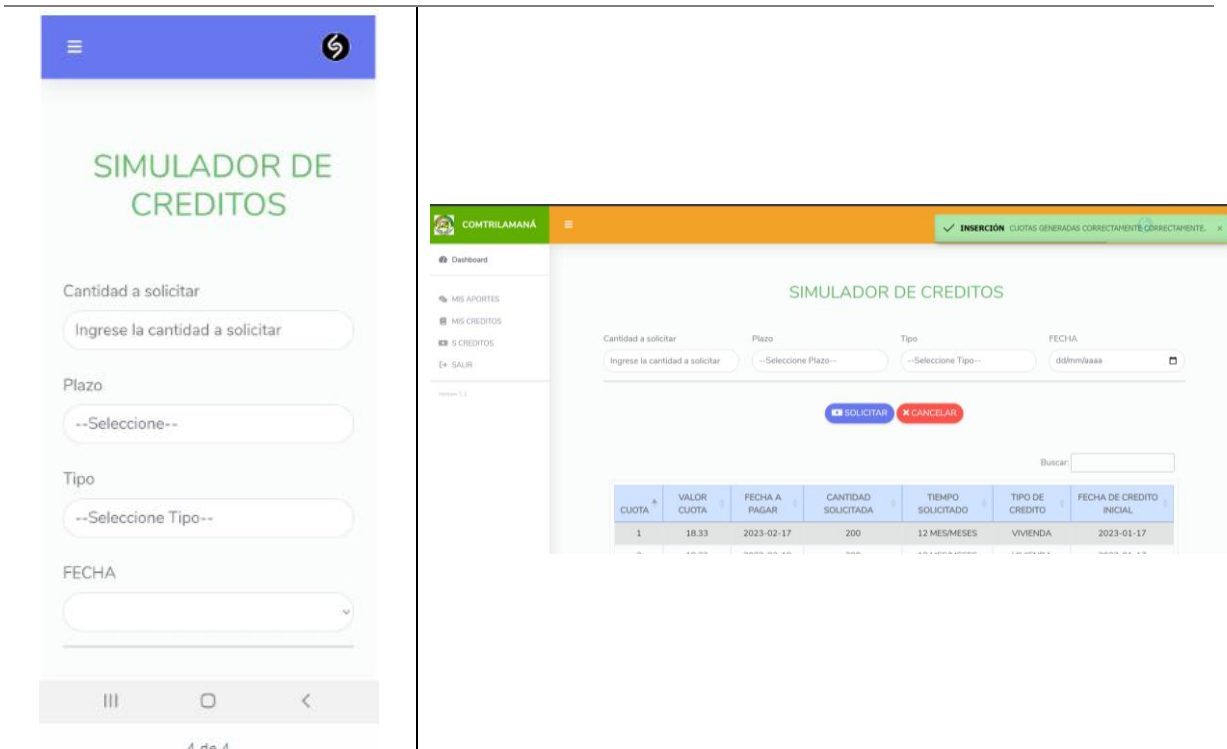 SIMULADOR DE
CREDITOS
Cantidad a solicitar
Ingrese la cantidad a solicitar
Plazo
--Seleccione--
Tipo
--Seleccione Tipo--
FECHA
4 de 4
COMTRILAMANÁ
INSERCIÓN CUOTAS GENERADAS CORRECTAMENTE CORRECTAMENTE. ×
Dashboard
MIS APORTES
MIS CREDITOS
S CREDITOS
SALIR
SIMULADOR DE CREDITOS
Cantidad a solicitar Plazo Tipo FECHA
Ingrese la cantidad a solicitar --Seleccione Plazo-- --Seleccione Tipo-- dd/mm/aaaa
SOLICITAR CANCELAR
Buscar:
CUOTA VALOR CUOTA FECHA A PAGAR CANTIDAD SOLICITADA TIEMPO SOLICITADO TIPO DE CREDITO FECHA DE CREDITO INICIAL
1 18.33 2023-02-17 200 12 MES/MESES VIVIENDA 2023-01-17